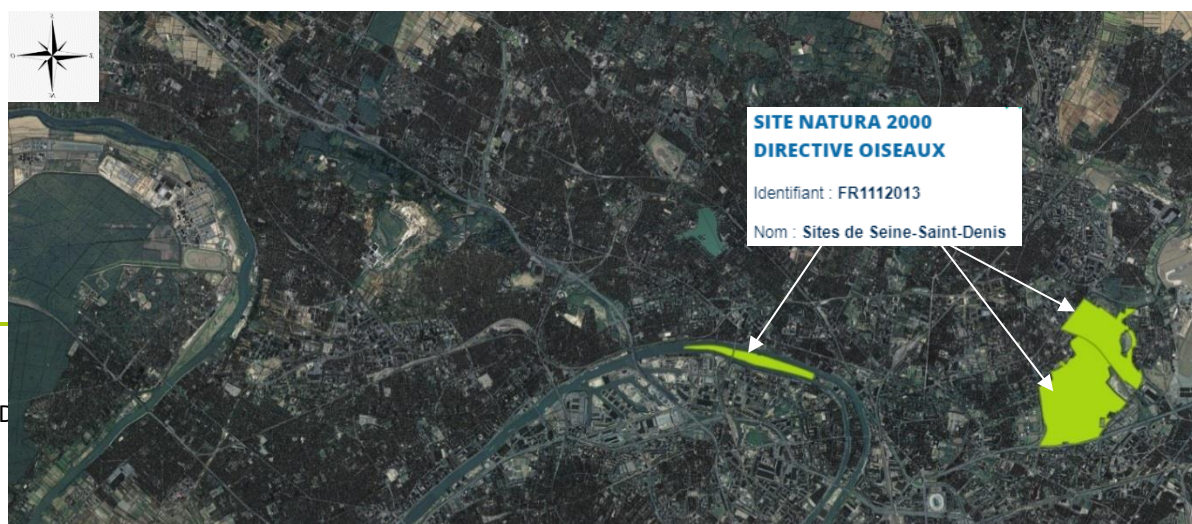 SITE NATURA 2000
DIRECTIVE OISEAUX
Identifiant : FR1112013
Nom : Sites de Seine-Saint-Denis
D